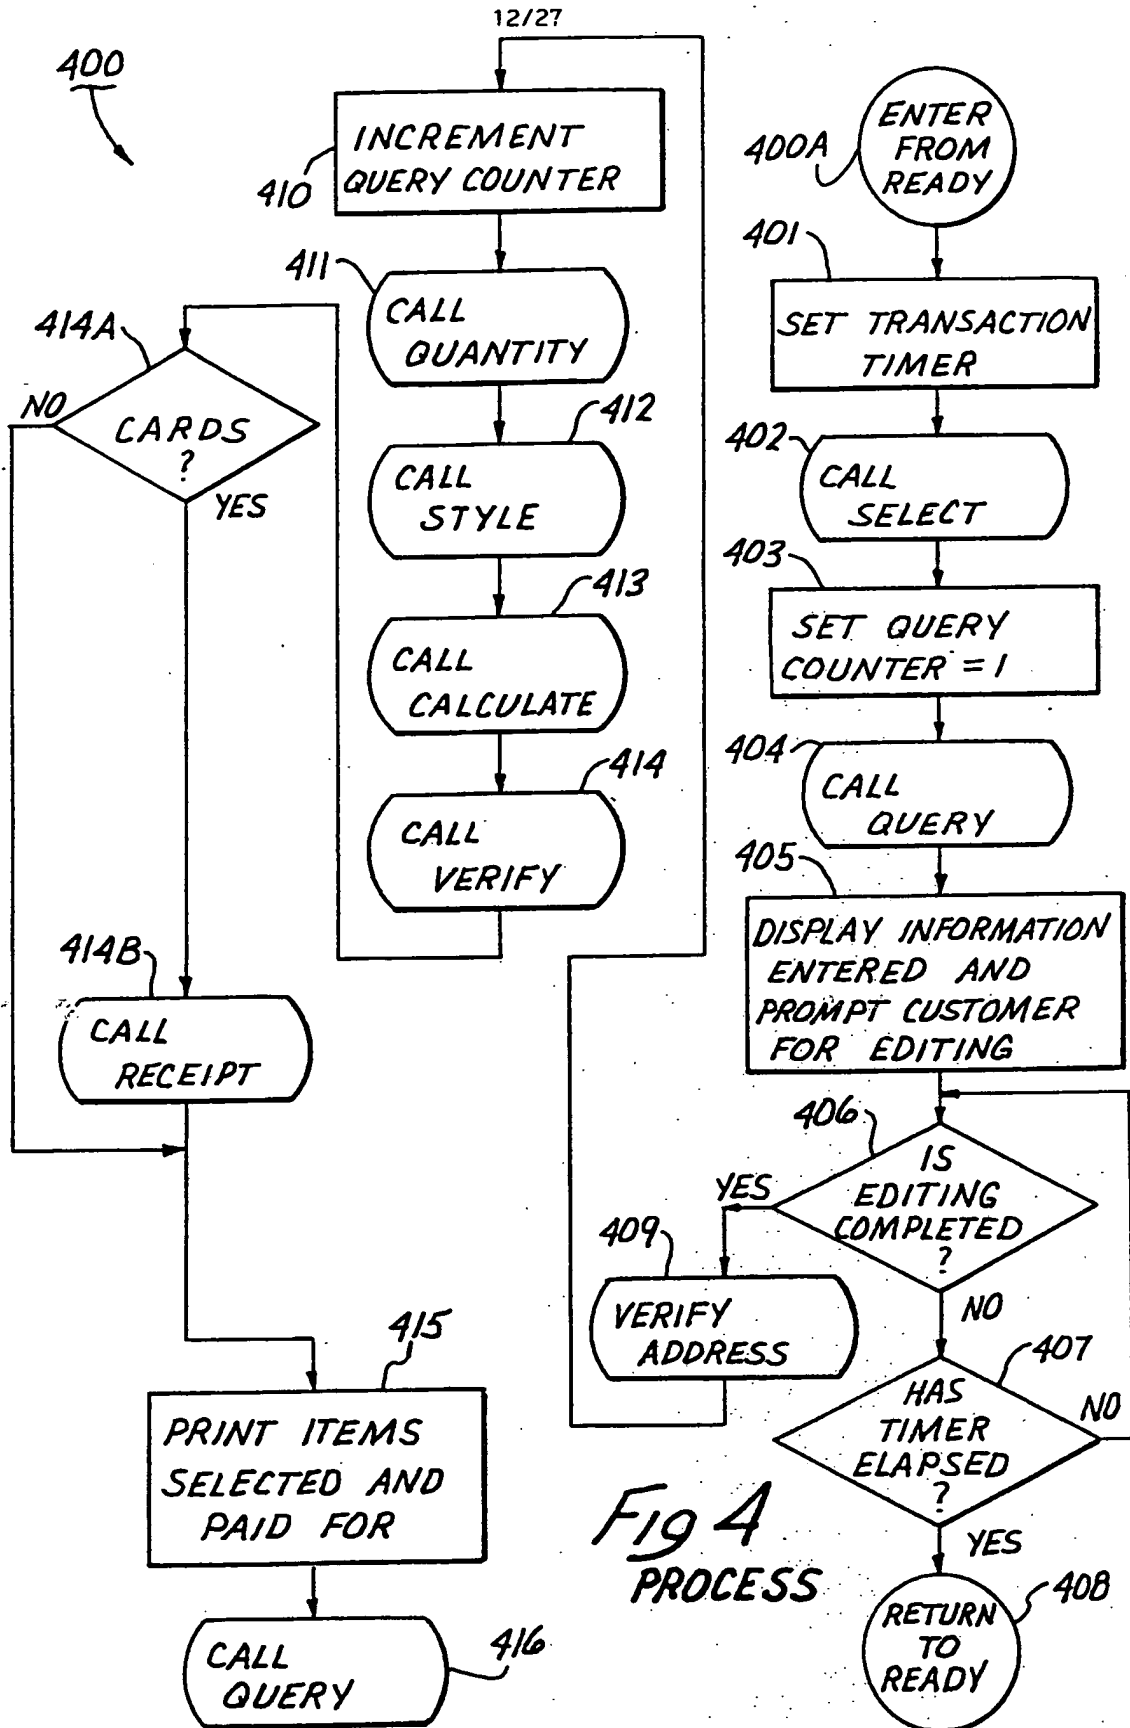 12/27
400
INCREMENT
QUERY COUNTER
410
411
CALL
QUANTITY
412
CALL
STYLE
413
CALL
CALCULATE
414
CALL
VERIFY
414A
NO
CARDS
?
YES
414B
CALL
RECEIPT
415
PRINT ITEMS
SELECTED AND
PAID FOR
CALL
QUERY
416
400A
ENTER
FROM
READY
401
SET TRANSACTION
TIMER
402
CALL
SELECT
403
SET QUERY
COUNTER = 1
404
CALL
QUERY
405
DISPLAY INFORMATION
ENTERED AND
PROMPT CUSTOMER
FOR EDITING
406
IS
EDITING
COMPLETED
?
YES
NO
409
VERIFY
ADDRESS
407
HAS
TIMER
ELAPSED
?
NO
YES
408
RETURN
TO
READY
Fig 4
PROCESS